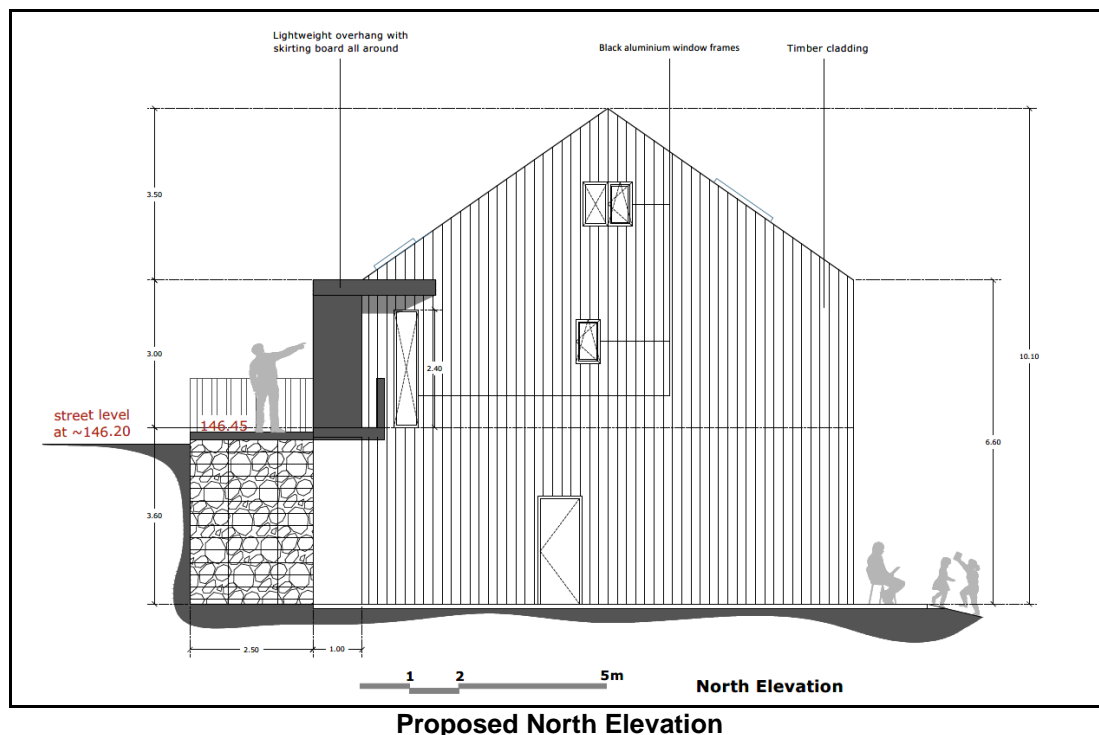 Lightweight overhang with
skirting board all around
Black aluminium window frames
Timber cladding
3.50
3.00
2.40
10.10
street level
at ~146.20
146.45
6.60
3.60
2.50
1.00
1 2 5m
North Elevation
Proposed North Elevation